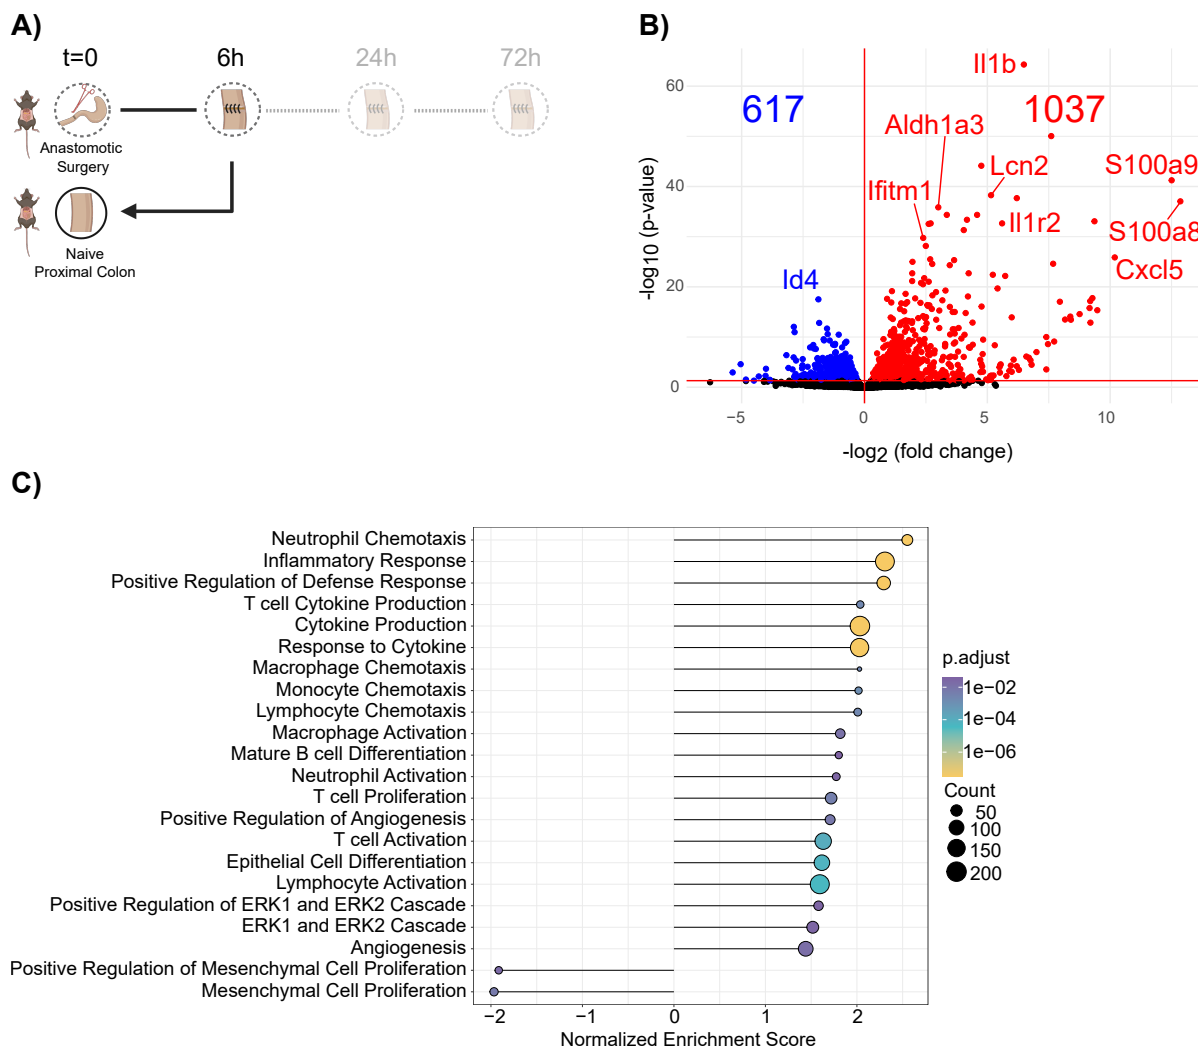 A)
t=0
6h
24h
72h
Anastomotic
Surgery
Naive
Proximal Colon
B)
-log10 (p-value)
60
40
20
0
617
1037
Il1b
Aldh1a3
Lcn2
S100a9
Ifitm1
Il1r2
S100a8
Cxcl5
Id4
−5
0
5
10
-log2 (fold change)
C)
Neutrophil Chemotaxis
Inflammatory Response
Positive Regulation of Defense Response
T cell Cytokine Production
Cytokine Production
Response to Cytokine
Macrophage Chemotaxis
Monocyte Chemotaxis
Lymphocyte Chemotaxis
Macrophage Activation
Mature B cell Differentiation
Neutrophil Activation
T cell Proliferation
Positive Regulation of Angiogenesis
T cell Activation
Epithelial Cell Differentiation
Lymphocyte Activation
Positive Regulation of ERK1 and ERK2 Cascade
ERK1 and ERK2 Cascade
Angiogenesis
Positive Regulation of Mesenchymal Cell Proliferation
Mesenchymal Cell Proliferation
−2
−1
0
1
2
Normalized Enrichment Score
p.adjust
1e−02
1e−04
1e−06
Count
50
100
150
200